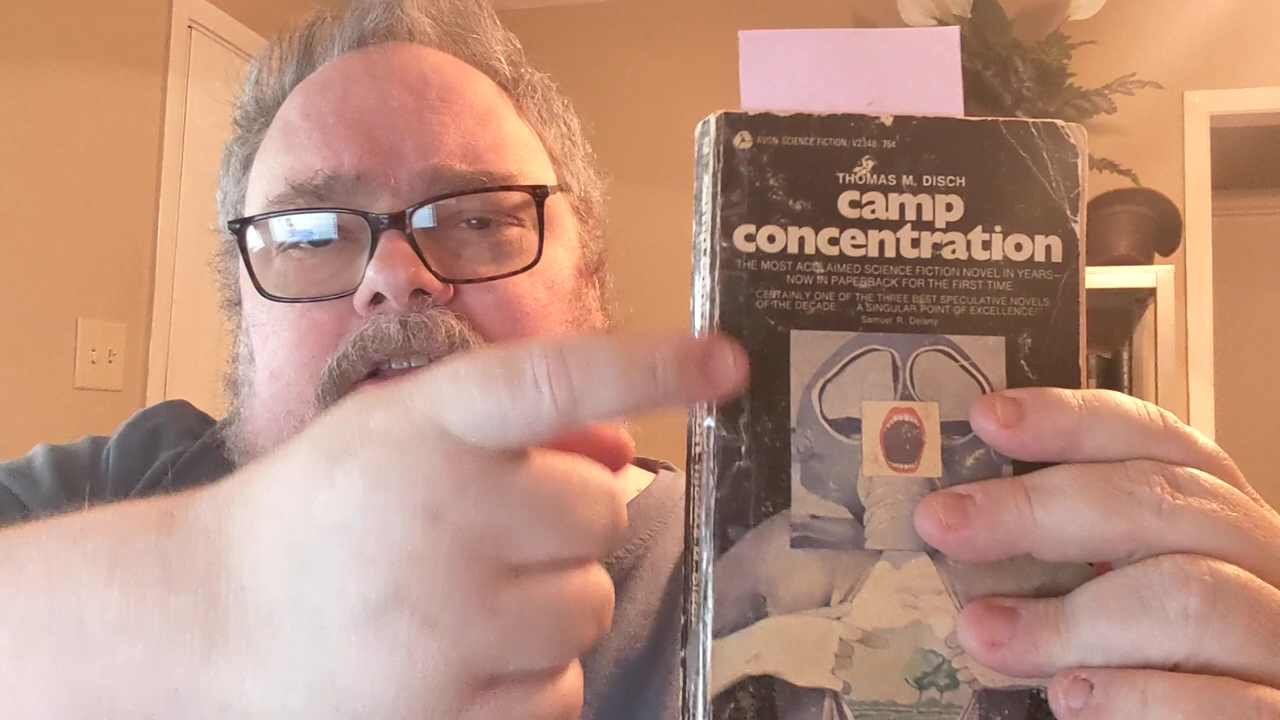 AVON SCIENCE FICTION/V2348/75¢
THOMAS M. DISCH
camp
concentration
THE MOST ACCLAIMED SCIENCE FICTION NOVEL IN YEARS—
NOW IN PAPERBACK FOR THE FIRST TIME
"CERTAINLY ONE OF THE THREE BEST SPECULATIVE NOVELS
OF THE DECADE . . . A SINGULAR POINT OF EXCELLENCE"
Samuel R. Delany